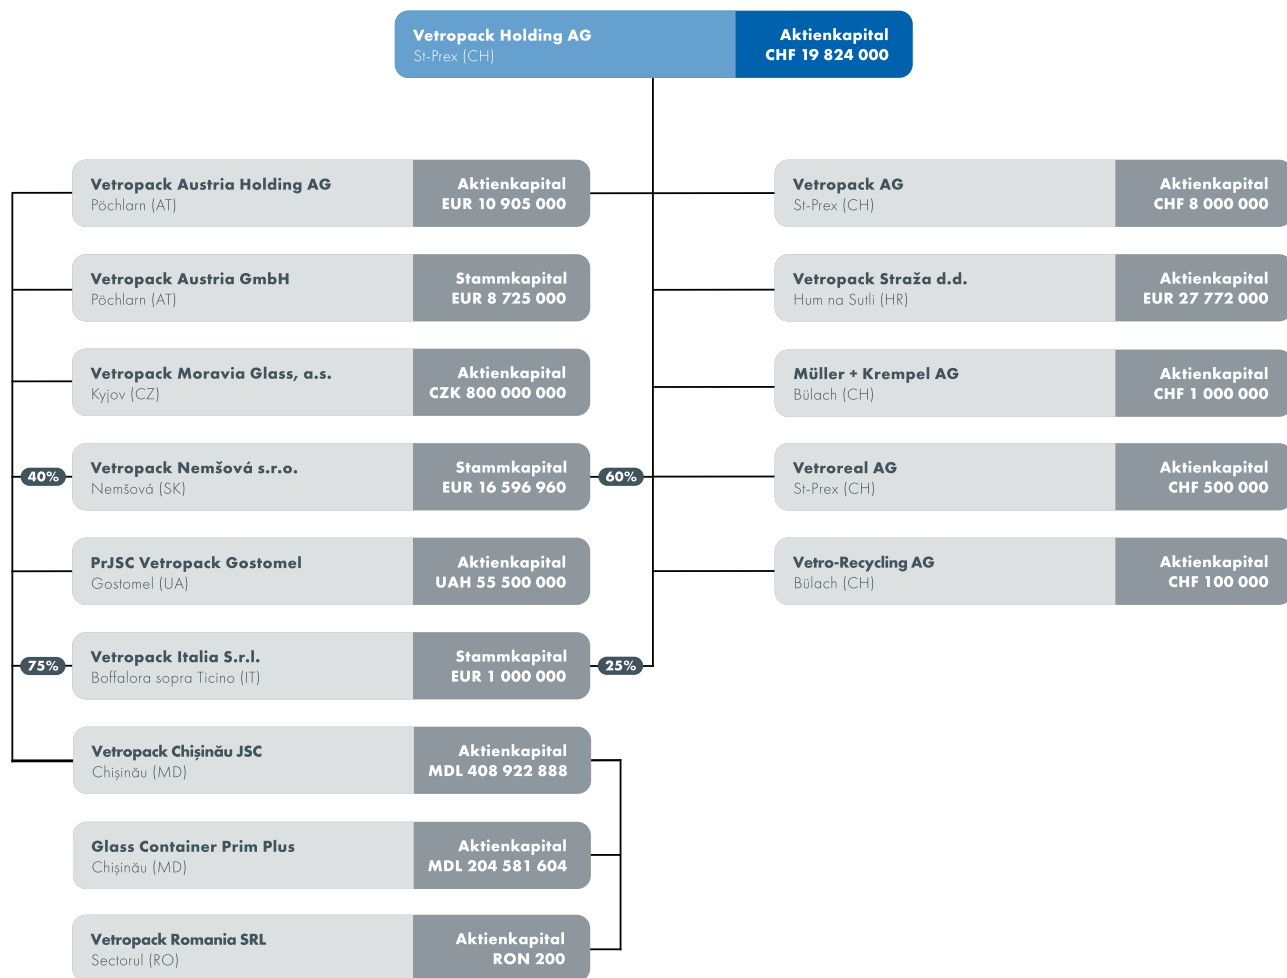 Vetropack Holding AG
St-Prex (CH)
Aktienkapital
CHF 19 824 000
Vetropack Austria Holding AG
Pöchlarn (AT)
Aktienkapital
EUR 10 905 000
Vetropack AG
St-Prex (CH)
Aktienkapital
CHF 8 000 000
Vetropack Austria GmbH
Pöchlarn (AT)
Stammkapital
EUR 8 725 000
Vetropack Straža d.d.
Hum na Sutli (HR)
Aktienkapital
EUR 27 772 000
Vetropack Moravia Glass, a.s.
Kyjov (CZ)
Aktienkapital
CZK 800 000 000
Müller + Krempel AG
Bülach (CH)
Aktienkapital
CHF 1 000 000
40%
Vetropack Nemšová s.r.o.
Nemšová (SK)
Stammkapital
EUR 16 596 960
60%
Vetroreal AG
St-Prex (CH)
Aktienkapital
CHF 500 000
PrJSC Vetropack Gostomel
Gostomel (UA)
Aktienkapital
UAH 55 500 000
Vetro-Recycling AG
Bülach (CH)
Aktienkapital
CHF 100 000
75%
Vetropack Italia S.r.l.
Boffalora sopra Ticino (IT)
Stammkapital
EUR 1 000 000
25%
Vetropack Chișinău JSC
Chișinău (MD)
Aktienkapital
MDL 408 922 888
Glass Container Prim Plus
Chișinău (MD)
Aktienkapital
MDL 204 581 604
Vetropack Romania SRL
Sectorul (RO)
Aktienkapital
RON 200